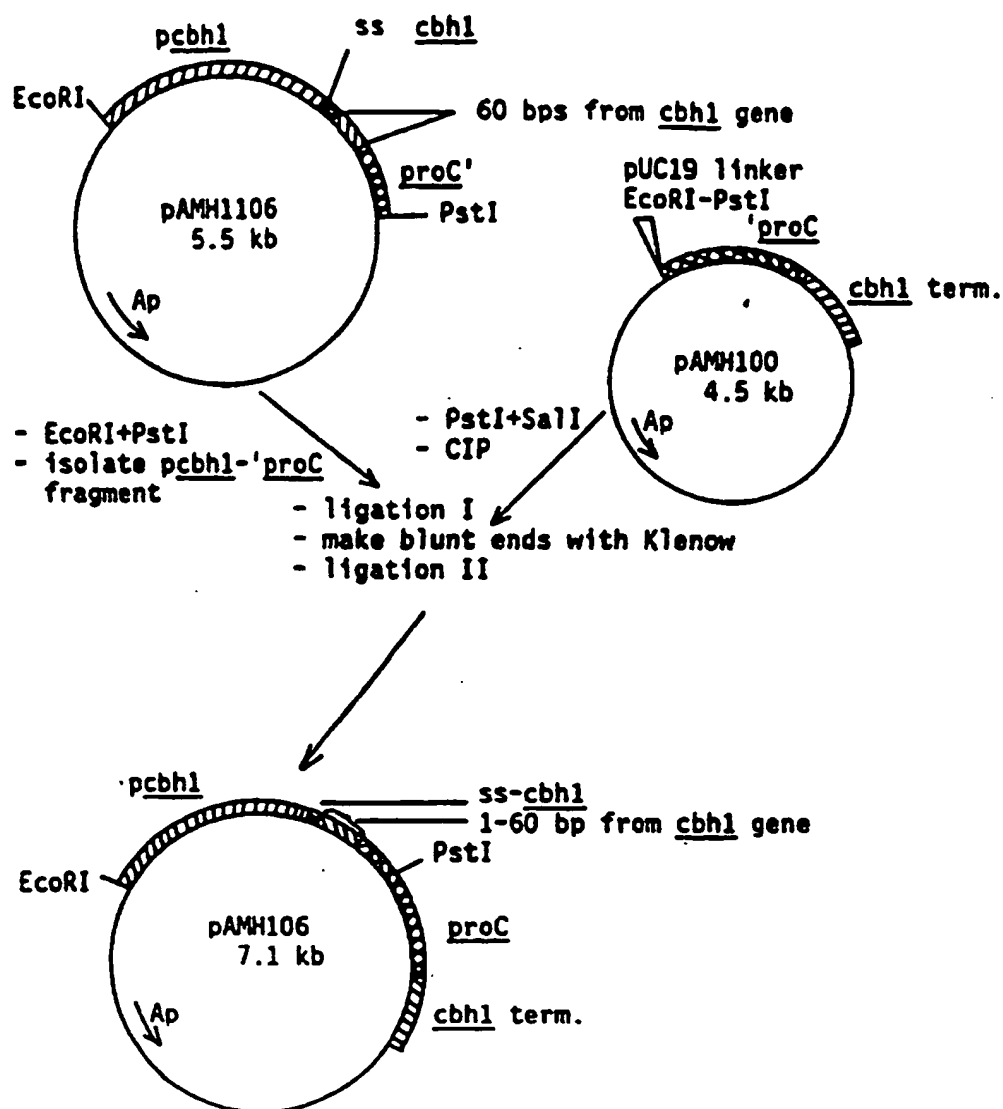 pcbh1
ss cbh1
EcoRI
60 bps from cbh1 gene
proC'
PstI
pAMH1106
5.5 kb
Ap
pUC19 linker
EcoRI-PstI
'proC
cbh1 term.
pAMH100
4.5 kb
Ap
- EcoRI+PstI
- isolate pcbh1-'proC
fragment
- PstI+SalI
- CIP
- ligation I
- make blunt ends with Klenow
- ligation II
pcbh1
ss-cbh1
1-60 bp from cbh1 gene
PstI
EcoRI
pAMH106
7.1 kb
proC
Ap
cbh1 term.